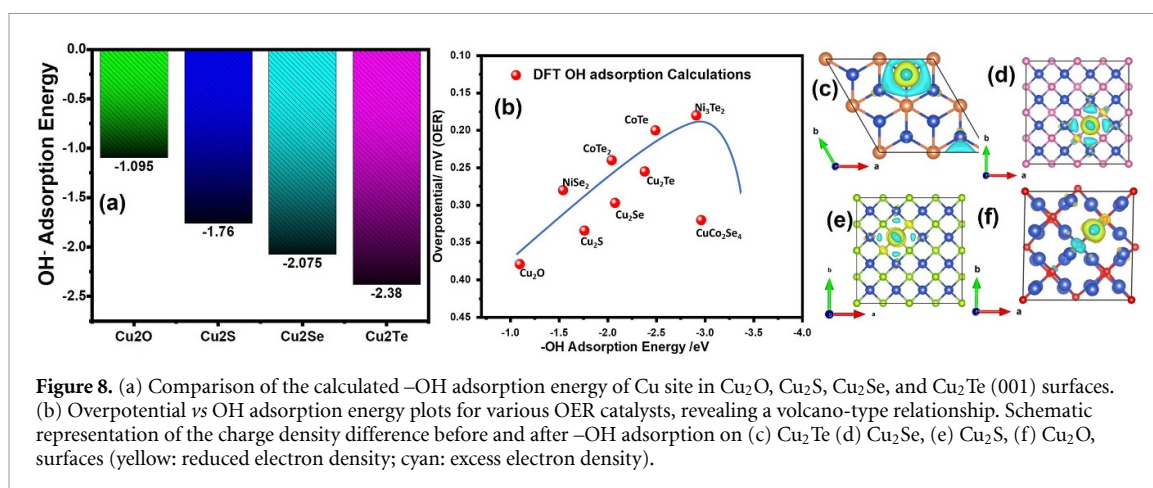 0.0
-0.5
-1.0
-1.5
-2.0
-2.5
OH- Adsorption Energy
(a)
-1.095
-1.76
-2.075
-2.38
Cu2O Cu2S Cu2Se Cu2Te
0.10
0.15
0.20
0.25
0.30
0.35
0.40
0.45
Overpotential/ mV (OER)
(b)
DFT OH adsorption Calculations
Ni₃Te₂
CoTe
CoTe₂
Cu₂Te
NiSe₂
Cu₂Se
CuCo₂Se₄
Cu₂S
Cu₂O
-1.0 -1.5 -2.0 -2.5 -3.0 -3.5 -4.0
-OH Adsorption Energy /eV
(c)
b
a
(d)
b
a
(e)
b
a
(f)
b
a
Figure 8. (a) Comparison of the calculated –OH adsorption energy of Cu site in Cu₂O, Cu₂S, Cu₂Se, and Cu₂Te (001) surfaces.
(b) Overpotential vs OH adsorption energy plots for various OER catalysts, revealing a volcano-type relationship. Schematic
representation of the charge density difference before and after –OH adsorption on (c) Cu₂Te (d) Cu₂Se, (e) Cu₂S, (f) Cu₂O,
surfaces (yellow: reduced electron density; cyan: excess electron density).